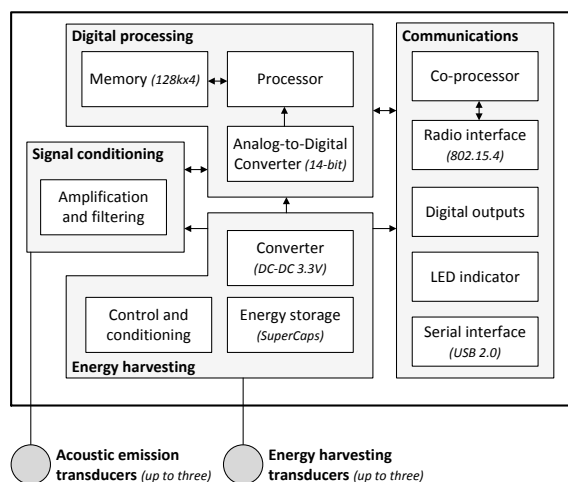 Digital processing
Memory (128kx4)
Processor
Analog-to-Digital
Converter (14-bit)
Signal conditioning
Amplification
and filtering
Converter
(DC-DC 3.3V)
Control and
conditioning
Energy storage
(SuperCaps)
Energy harvesting
Communications
Co-processor
Radio interface
(802.15.4)
Digital outputs
LED indicator
Serial interface
(USB 2.0)
Acoustic emission
transducers (up to three)
Energy harvesting
transducers (up to three)